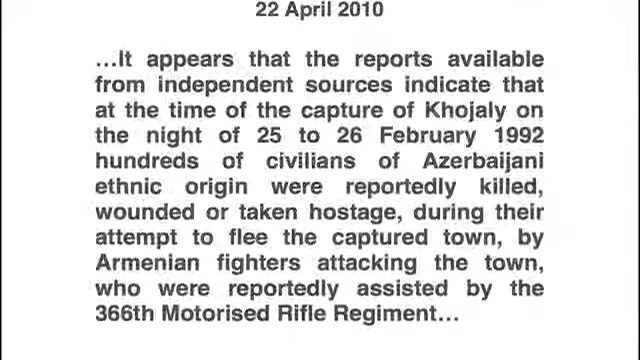 22 April 2010
...It appears that the reports available
from independent sources indicate that
at the time of the capture of Khojaly on
the night of 25 to 26 February 1992
hundreds of civilians of Azerbaijani
ethnic origin were reportedly killed,
wounded or taken hostage, during their
attempt to flee the captured town, by
Armenian fighters attacking the town,
who were reportedly assisted by the
366th Motorised Rifle Regiment...